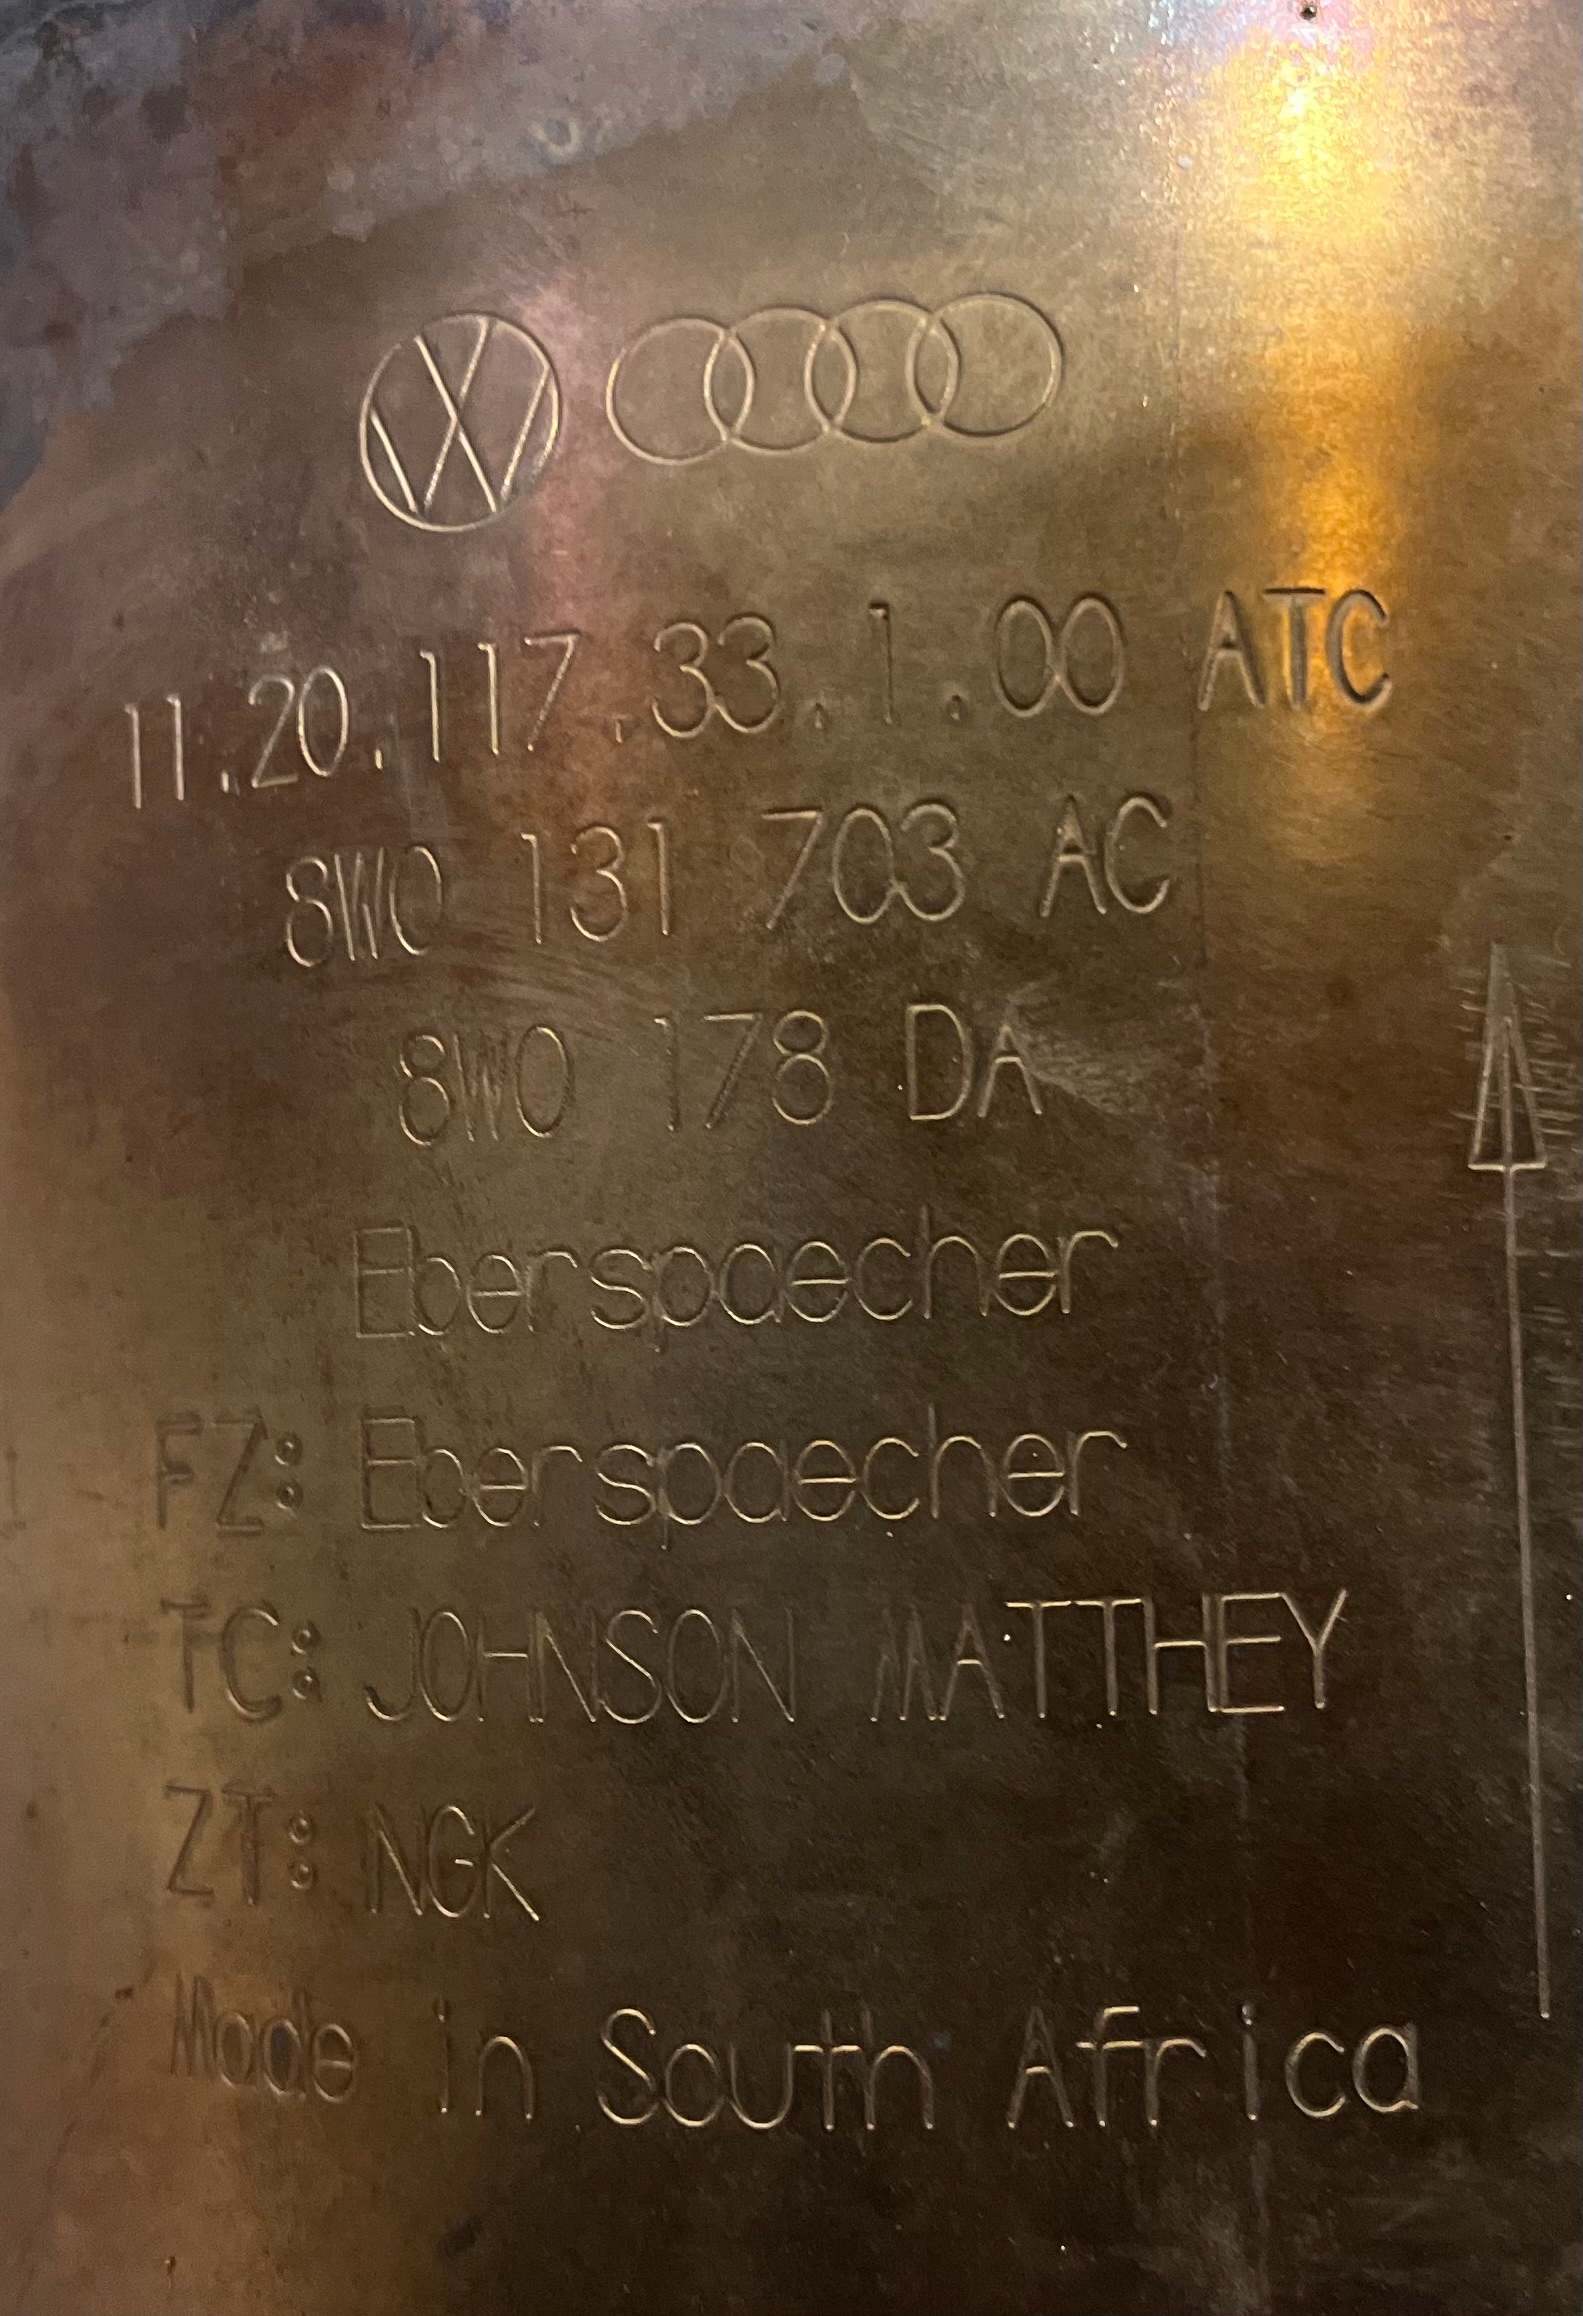 11.20.117.33.1.00 ATC
8W0 131 703 AC
8W0 178 DA
Eberspaecher
FZ: Eberspaecher
TC: JOHNSON MATTHEY
ZT: NGK
Made in South Africa